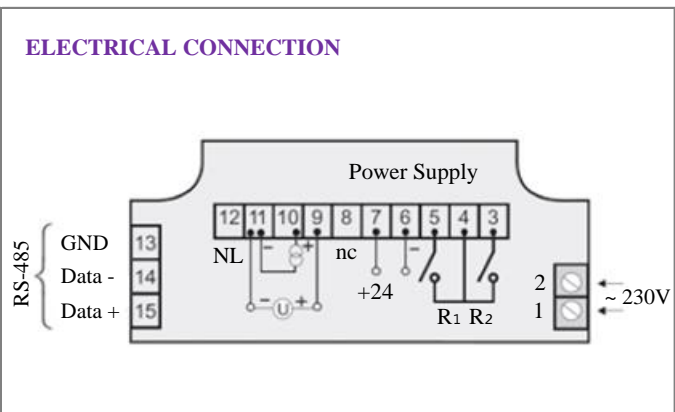 ELECTRICAL CONNECTION
Power Supply
12 11 10 9 8 7 6 5 4 3
RS-485
GND 13
Data - 14
Data + 15
NL
- +
nc
+24
-
- U +
R1 R2
2
1
~ 230V